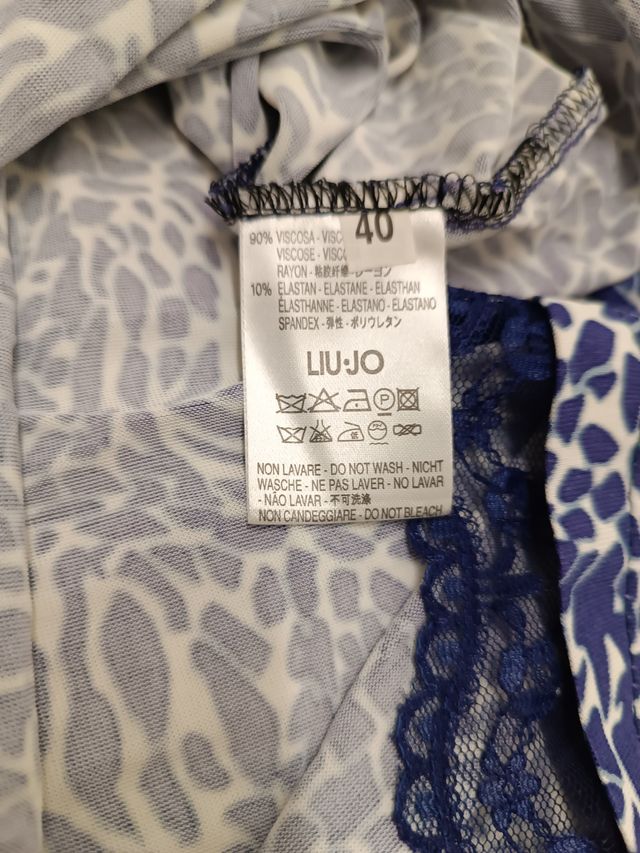 40
90% VISCOSA - VISC
VISCOSE - VISC
RAYON - 粘胶纤维 レーヨン
10% ELASTAN - ELASTANE - ELASTHAN
ÉLASTHANNE - ELASTANO - ELASTANO
SPANDEX - 弹性 - ポリウレタン
LIU·JO
NON LAVARE - DO NOT WASH - NICHT
WASCHE - NE PAS LAVER - NO LAVAR
- NÃO LAVAR - 不可洗涤
NON CANDEGGIARE - DO NOT BLEACH